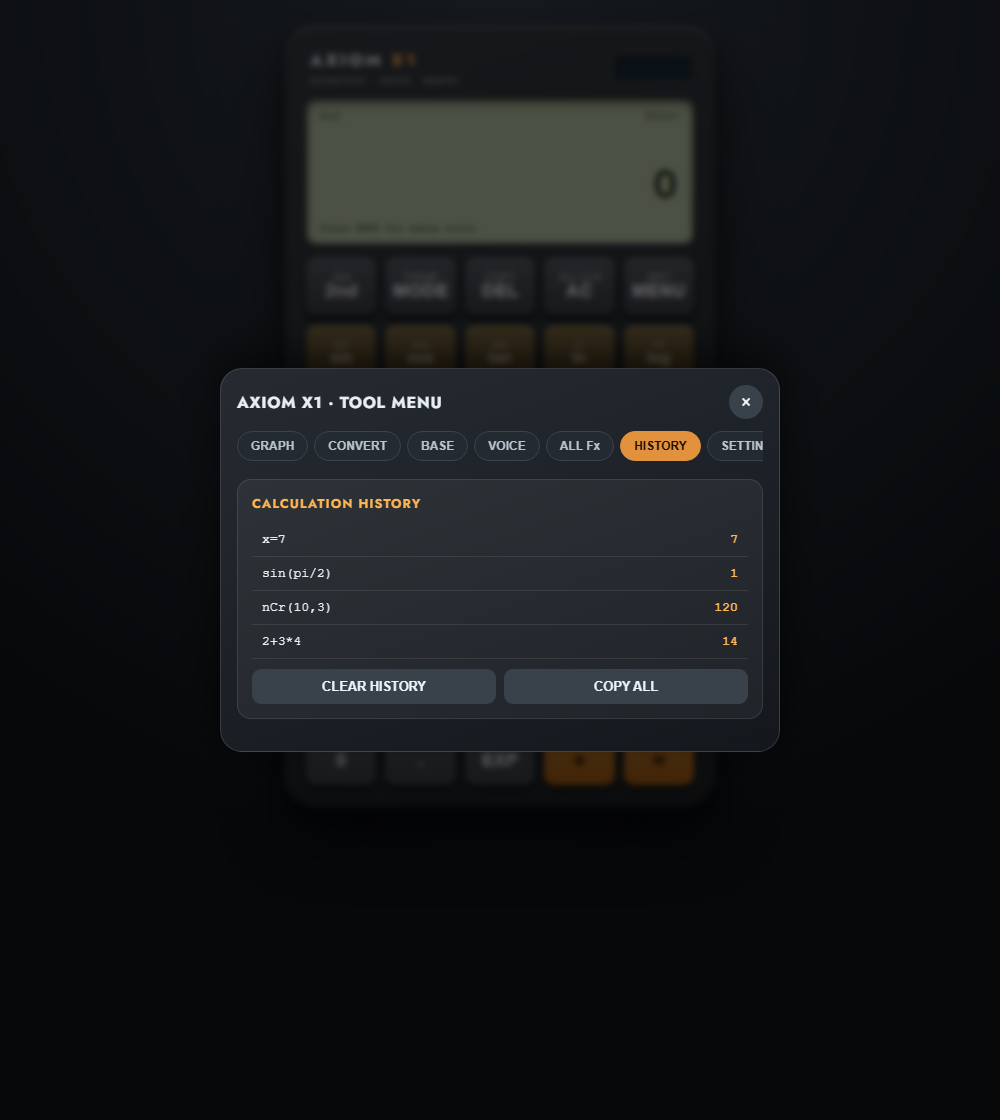 AXIOM X1
0
2nd MODE DEL AC MENU
AXIOM X1 · TOOL MENU ×
GRAPH CONVERT BASE VOICE ALL Fx HISTORY SETTIN
CALCULATION HISTORY
x=7 7
sin(pi/2) 1
nCr(10,3) 120
2+3*4 14
CLEAR HISTORY COPY ALL
0 . EXP